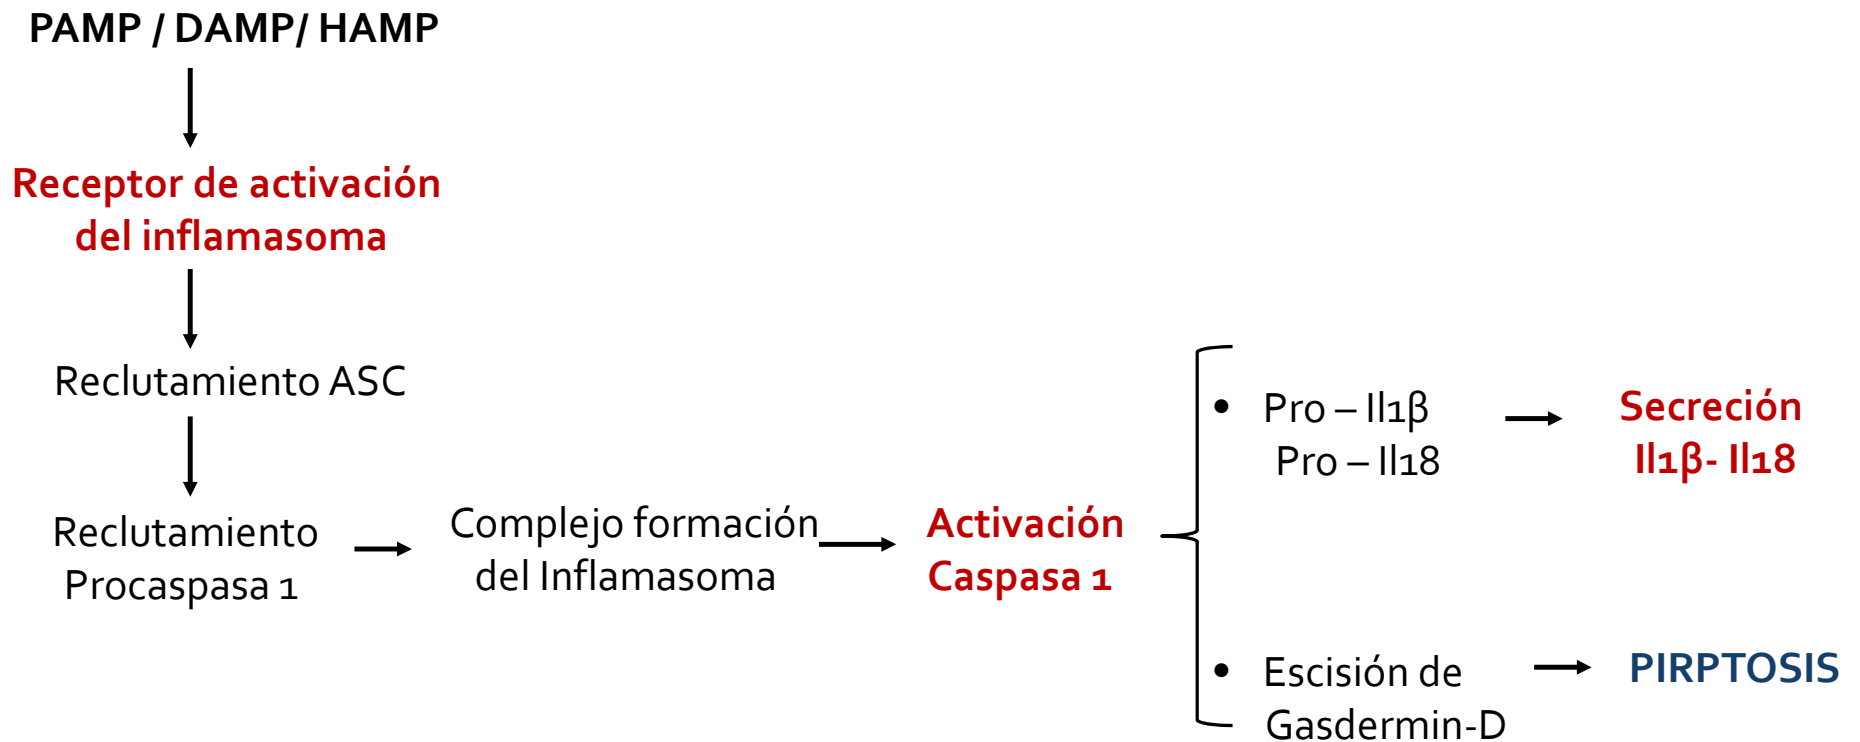 PAMP / DAMP/ HAMP
Receptor de activación
del inflamasoma
Reclutamiento ASC
Reclutamiento
Procaspasa 1
Complejo formación
del Inflamasoma
Activación
Caspasa 1
• Pro – Il1β
Pro – Il18
Secreción
Il1β- Il18
• Escisión de
Gasdermin-D
PIRPTOSIS